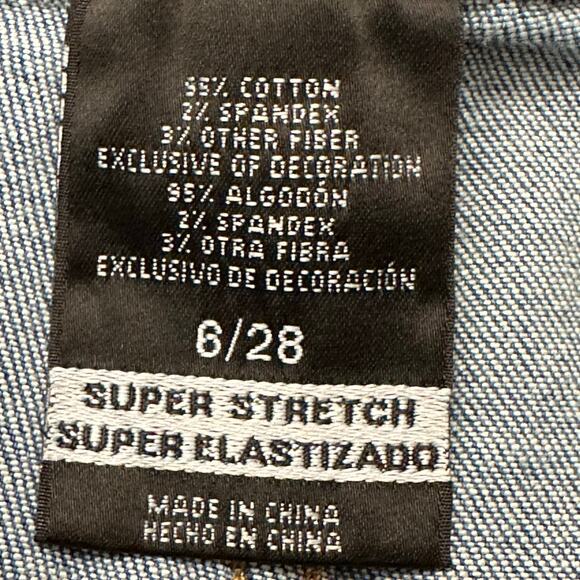 95% COTTON
2% SPANDEX
3% OTHER FIBER
EXCLUSIVE OF DECORATION
95% ALGODÓN
2% SPANDEX
3% OTRA FIBRA
EXCLUSIVO DE DECORACIÓN
6/28
SUPER STRETCH
SUPER ELASTIZADO
MADE IN CHINA
HECHO EN CHINA